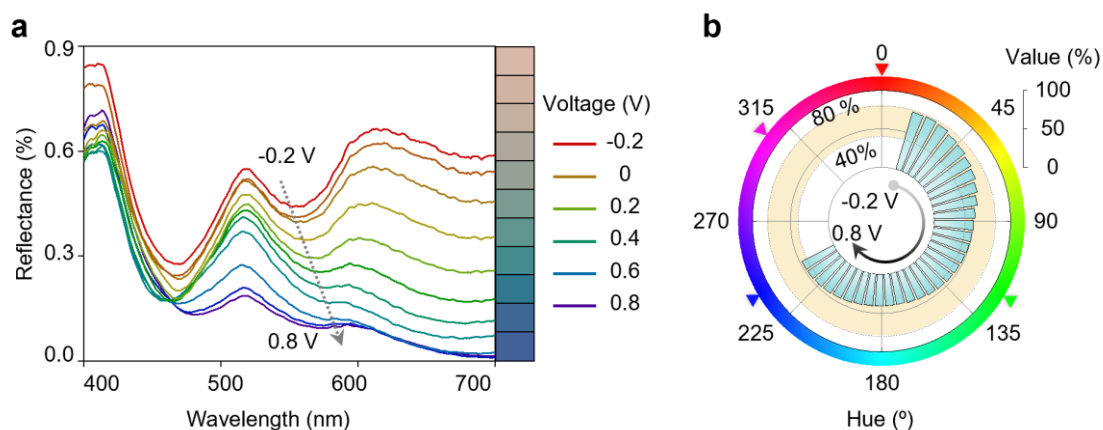 a
Reflectance (%)
0.9
0.6
0.3
0.0
-0.2 V
0.8 V
400
500
600
700
Wavelength (nm)
Voltage (V)
-0.2
0
0.2
0.4
0.6
0.8
b
0
Value (%)
100
50
0
315
45
80 %
40%
-0.2 V
0.8 V
270
90
225
135
180
Hue (º)